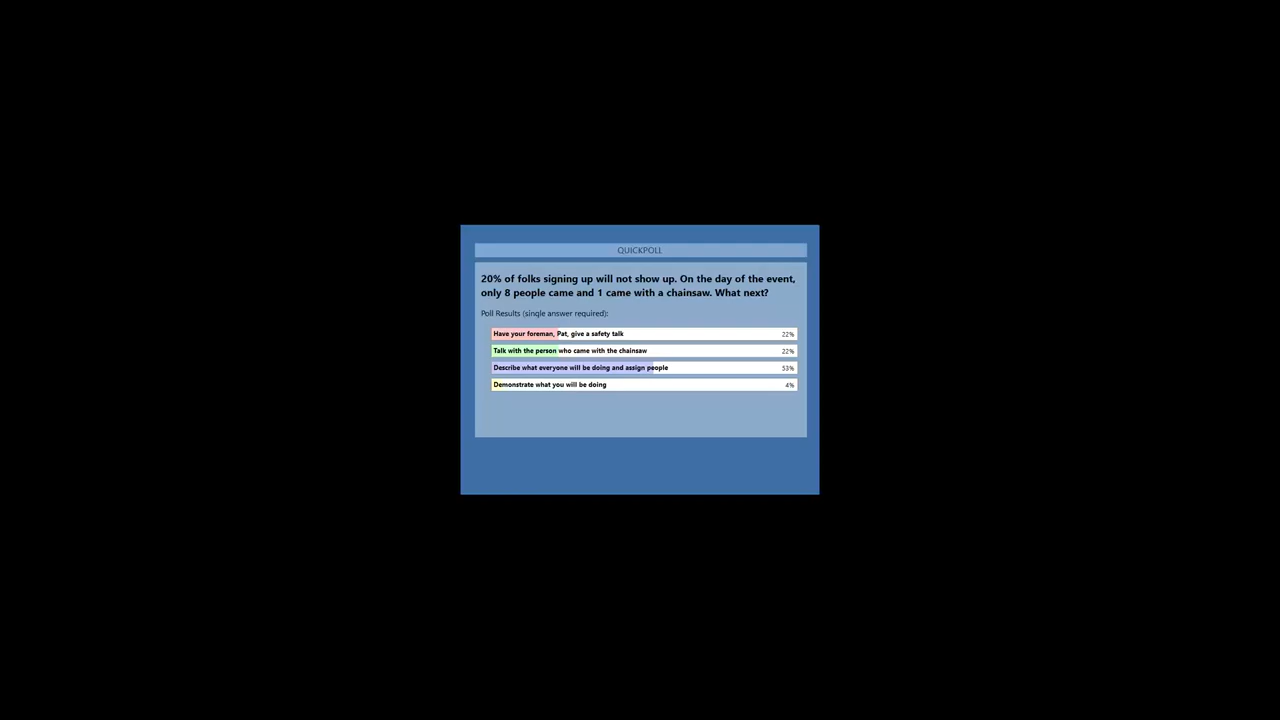 QUICKPOLL
20% of folks signing up will not show up. On the day of the event,
only 8 people came and 1 came with a chainsaw. What next?
Poll Results (single answer required):
Have your foreman, Pat, give a safety talk 22%
Talk with the person who came with the chainsaw 22%
Describe what everyone will be doing and assign people 53%
Demonstrate what you will be doing 4%